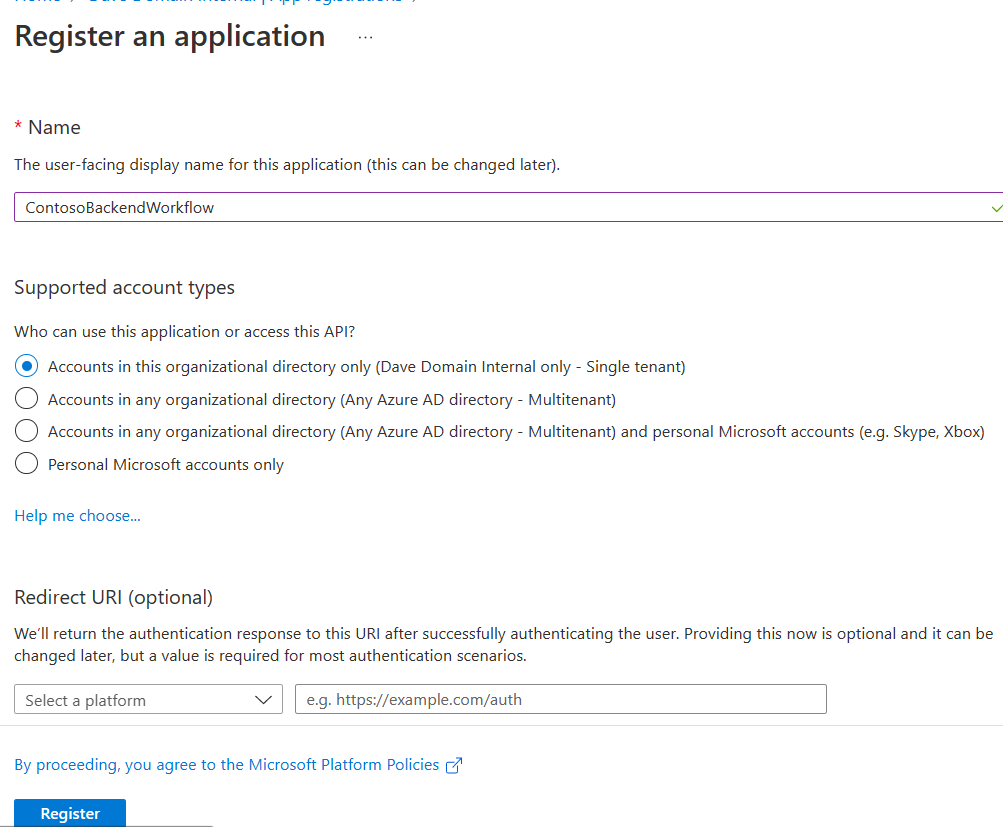 Register an application ...
* Name
The user-facing display name for this application (this can be changed later).
ContosoBackendWorkflow
Supported account types
Who can use this application or access this API?
Accounts in this organizational directory only (Dave Domain Internal only - Single tenant)
Accounts in any organizational directory (Any Azure AD directory - Multitenant)
Accounts in any organizational directory (Any Azure AD directory - Multitenant) and personal Microsoft accounts (e.g. Skype, Xbox)
Personal Microsoft accounts only
Help me choose...
Redirect URI (optional)
We'll return the authentication response to this URI after successfully authenticating the user. Providing this now is optional and it can be
changed later, but a value is required for most authentication scenarios.
Select a platform
e.g. https://example.com/auth
By proceeding, you agree to the Microsoft Platform Policies
Register